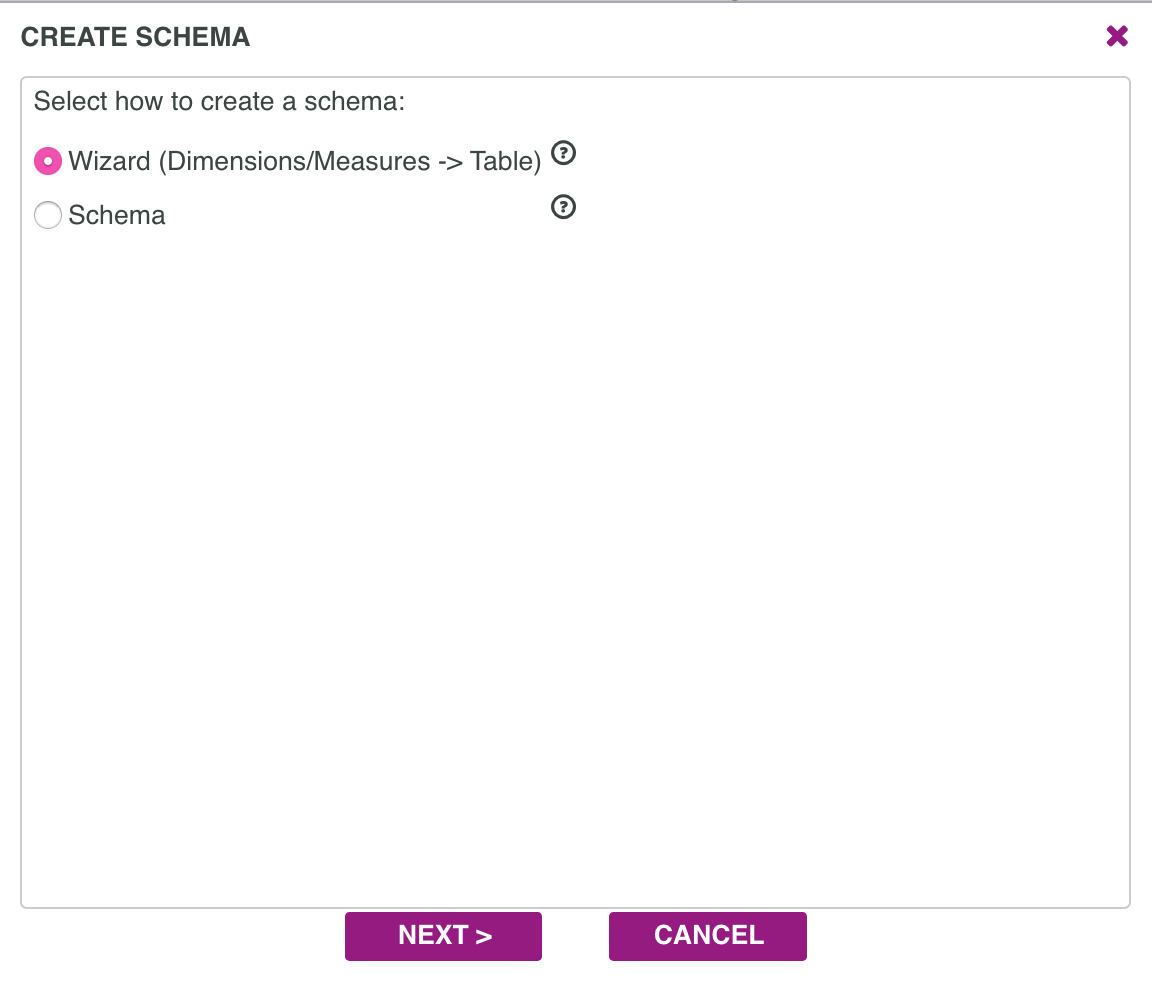 CREATE SCHEMA
Select how to create a schema:
Wizard (Dimensions/Measures -> Table) ?
Schema ?
NEXT > CANCEL